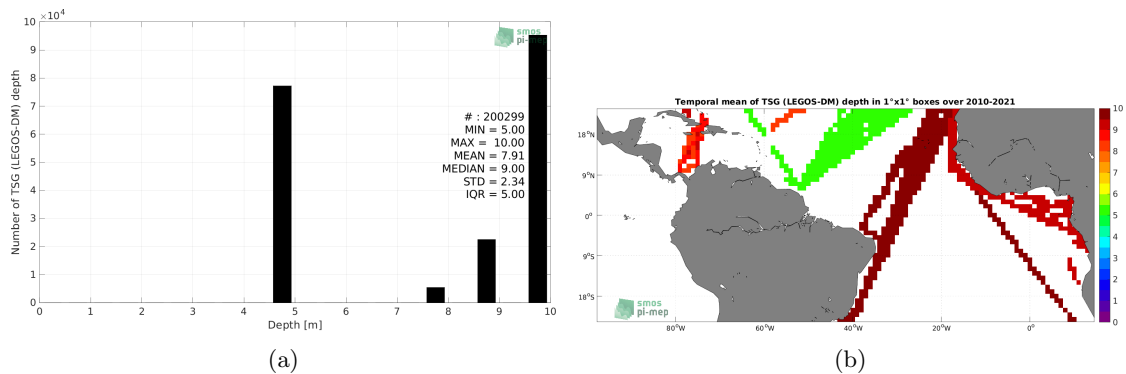 ×10⁴
10
9
8
7
6
5
4
3
2
1
0
Number of TSG (LEGOS-DM) depth
smos
pi-mep
# : 200299
MIN = 5.00
MAX = 10.00
MEAN = 7.91
MEDIAN = 9.00
STD = 2.34
IQR = 5.00
0 1 2 3 4 5 6 7 8 9 10
Depth [m]
(a)
Temporal mean of TSG (LEGOS-DM) depth in 1°x1° boxes over 2010-2021
18°N
9°N
0°
9°S
18°S
smos
pi-mep
80°W 60°W 40°W 20°W 0°
10
9
8
7
6
5
4
3
2
1
0
(b)